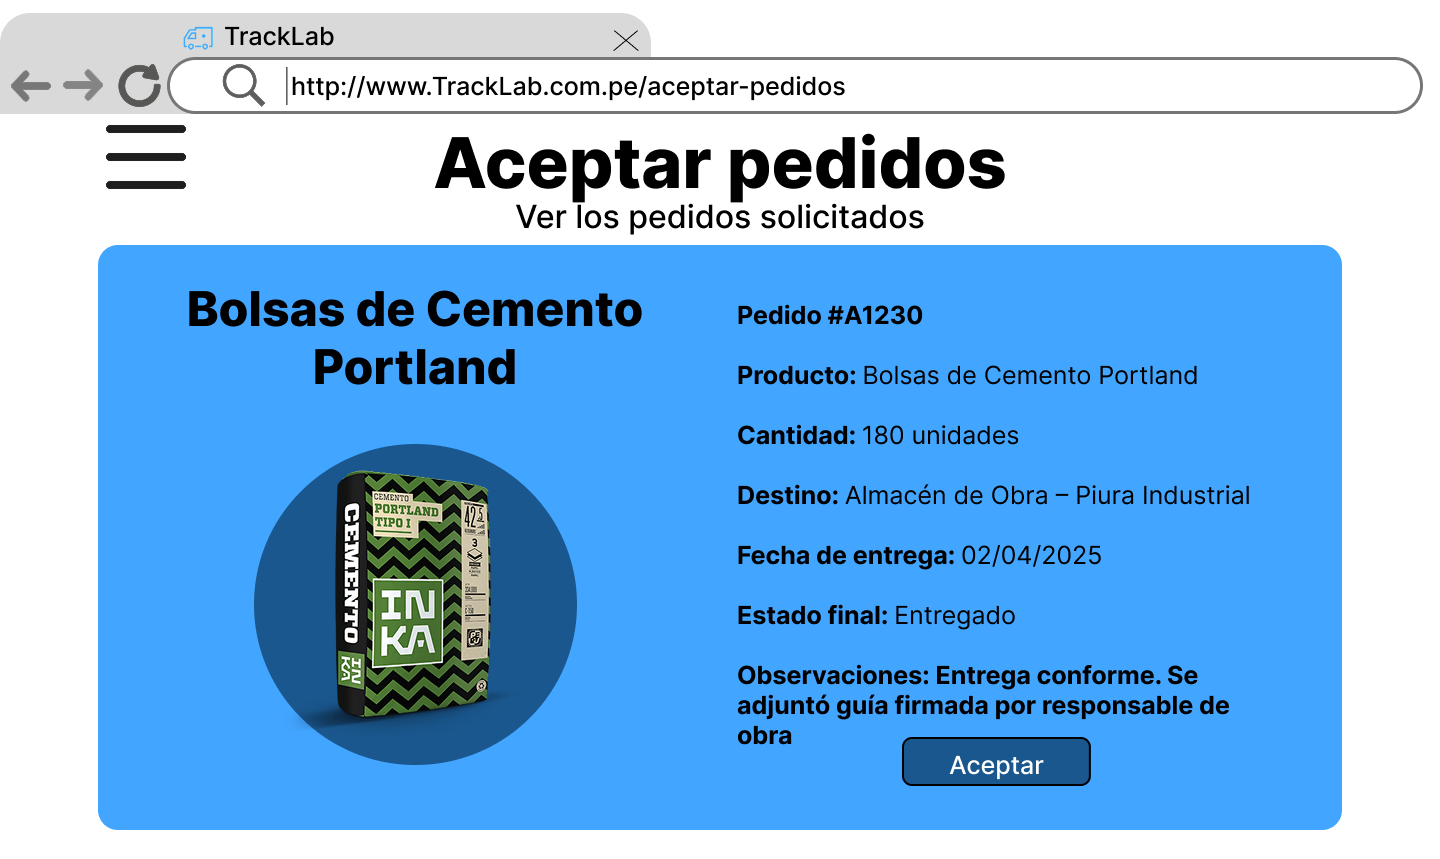 TrackLab
http://www.TrackLab.com.pe/aceptar-pedidos
Aceptar pedidos
Ver los pedidos solicitados
Bolsas de Cemento
Portland
CEMENTO
PORTLAND
TIPO I
42.5
3
CEMENTO
INKA
INKA
Pedido #A1230
Producto: Bolsas de Cemento Portland
Cantidad: 180 unidades
Destino: Almacén de Obra – Piura Industrial
Fecha de entrega: 02/04/2025
Estado final: Entregado
Observaciones: Entrega conforme. Se
adjuntó guía firmada por responsable de
obra
Aceptar